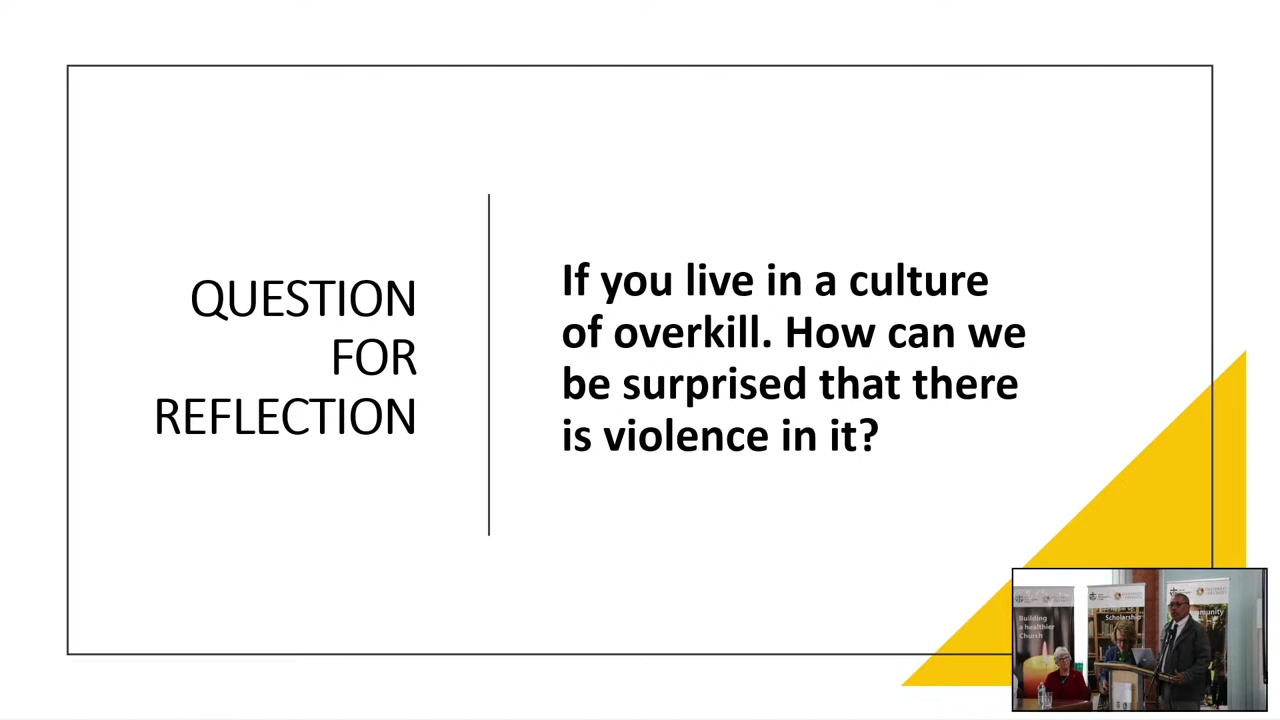 QUESTION
FOR
REFLECTION
If you live in a culture
of overkill. How can we
be surprised that there
is violence in it?
Building
a healthier
Church
Scholarship